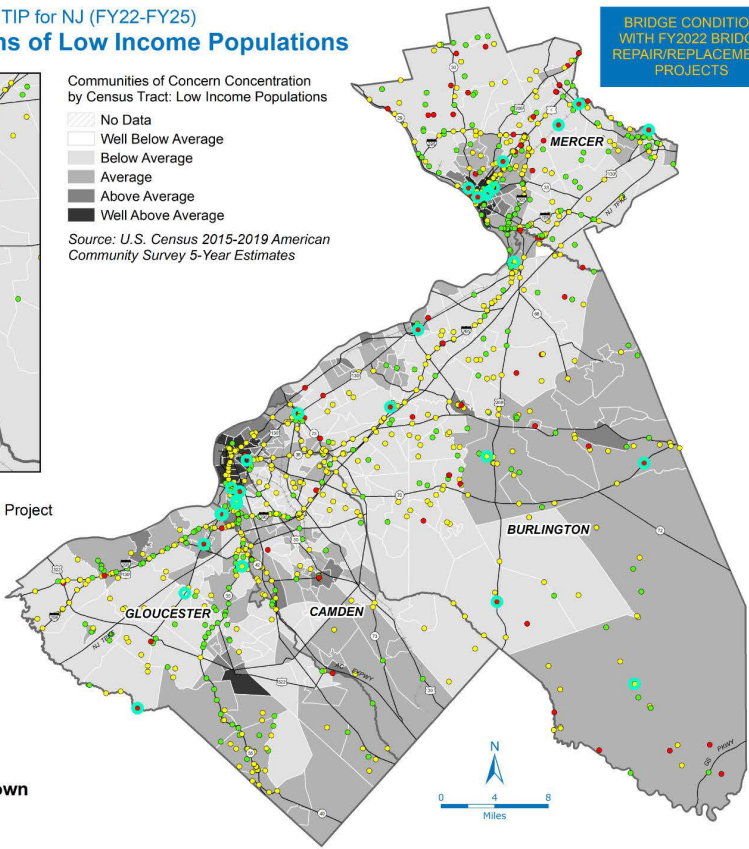 TIP for NJ (FY22-FY25)
ns of Low Income Populations
BRIDGE CONDITIO
WITH FY2022 BRIDG
REPAIR/REPLACEME
PROJECTS
Communities of Concern Concentration
by Census Tract: Low Income Populations
No Data
Well Below Average
Below Average
Average
Above Average
Well Above Average
Source: U.S. Census 2015-2019 American
Community Survey 5-Year Estimates
MERCER
NJ TPKE
Project
BURLINGTON
GLOUCESTER
CAMDEN
NJ TPKE
AC EXPWY
GS PKWY
own
N
0 4 8
Miles